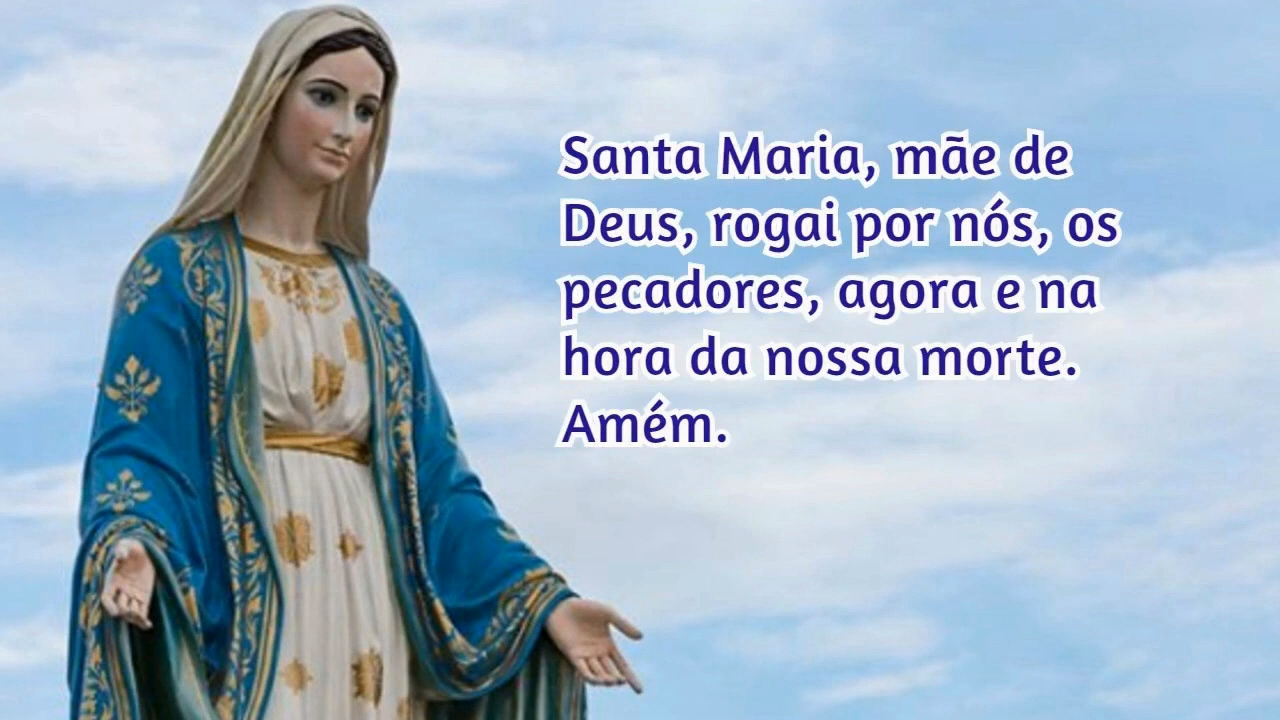 Santa Maria, mãe de
Deus, rogai por nós, os
pecadores, agora e na
hora da nossa morte.
Amém.